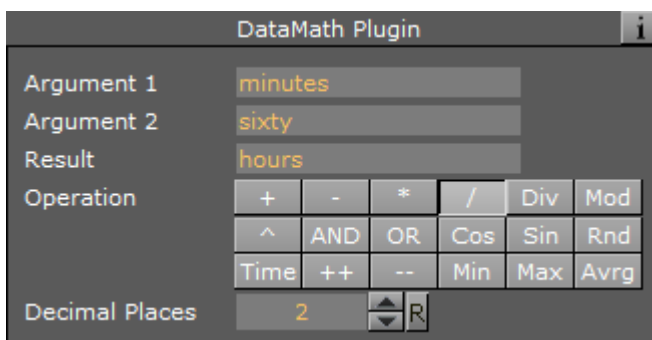 DataMath Plugin i
Argument 1 minutes
Argument 2 sixty
Result hours
Operation + - * / Div Mod
^ AND OR Cos Sin Rnd
Time ++ -- Min Max Avrg
Decimal Places 2 R